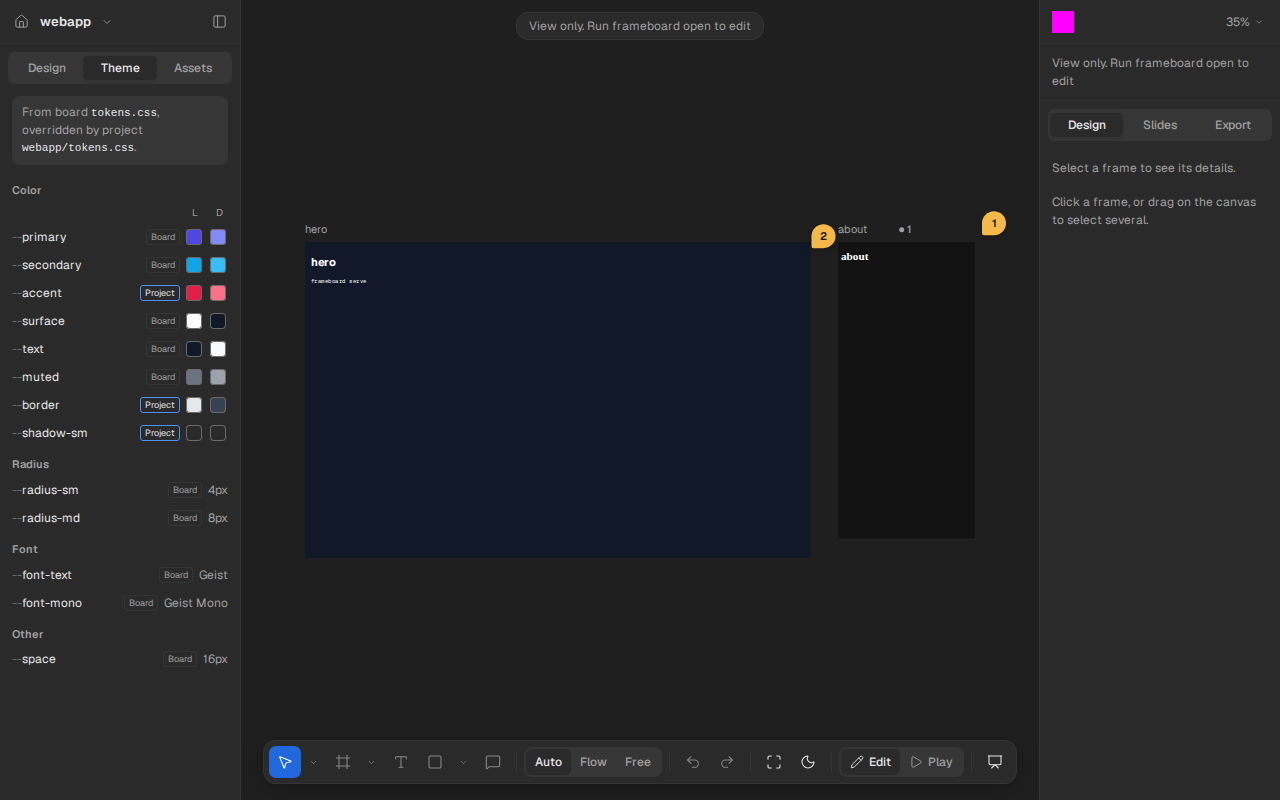 webapp
Design Theme Assets
From board tokens.css,
overridden by project
webapp/tokens.css.
Color
L D
--primary Board
--secondary Board
--accent Project
--surface Board
--text Board
--muted Board
--border Project
--shadow-sm Project
Radius
--radius-sm Board 4px
--radius-md Board 8px
Font
--font-text Board Geist
--font-mono Board Geist Mono
Other
--space Board 16px
View only. Run frameboard open to edit
hero
2
about
1
1
hero
frameboard serve
about
Auto Flow Free
Edit Play
35%
View only. Run frameboard open to
edit
Design Slides Export
Select a frame to see its details.
Click a frame, or drag on the canvas
to select several.